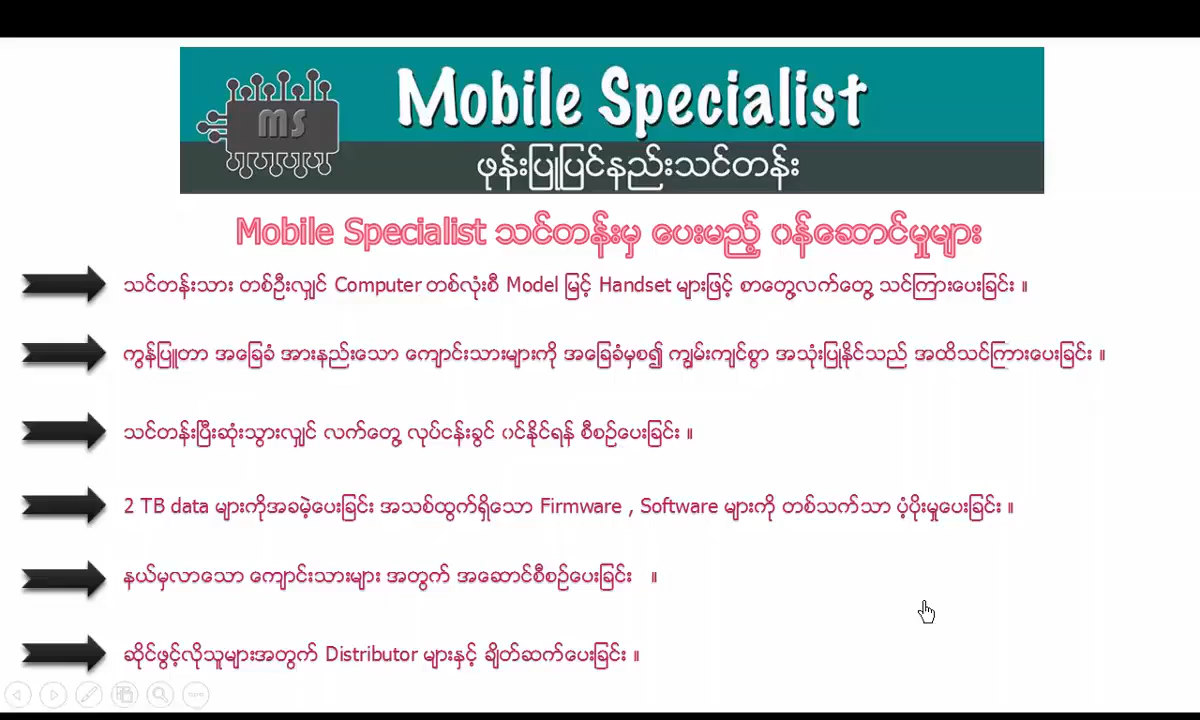 MS
Mobile Specialist
ဖုန်းပြုပြင်နည်းသင်တန်း
Mobile Specialist သင်တန်းမှ ပေးမည့် ဝန်ဆောင်မှုများ
သင်တန်းသား တစ်ဦးလျှင် Computer တစ်လုံးစီ Model မြင့် Handset များဖြင့် စာတွေ့လက်တွေ့ သင်ကြားပေးခြင်း ။
ကွန်ပြူတာ အခြေခံ အားနည်းသော ကျောင်းသားများကို အခြေခံမှစ၍ ကျွမ်းကျင်စွာ အသုံးပြုနိုင်သည် အထိသင်ကြားပေးခြင်း ။
သင်တန်းပြီးဆုံးသွားလျှင် လက်တွေ့ လုပ်ငန်းခွင် ဝင်နိုင်ရန် စီစဉ်ပေးခြင်း ။
2 TB data များကိုအခမဲ့ပေးခြင်း အသစ်ထွက်ရှိသော Firmware , Software များကို တစ်သက်သာ ပံ့ပိုးမှုပေးခြင်း ။
နယ်မှလာသော ကျောင်းသားများ အတွက် အဆောင်စီစဉ်ပေးခြင်း ။
ဆိုင်ဖွင့်လိုသူများအတွက် Distributor များနှင့် ချိတ်ဆက်ပေးခြင်း ။